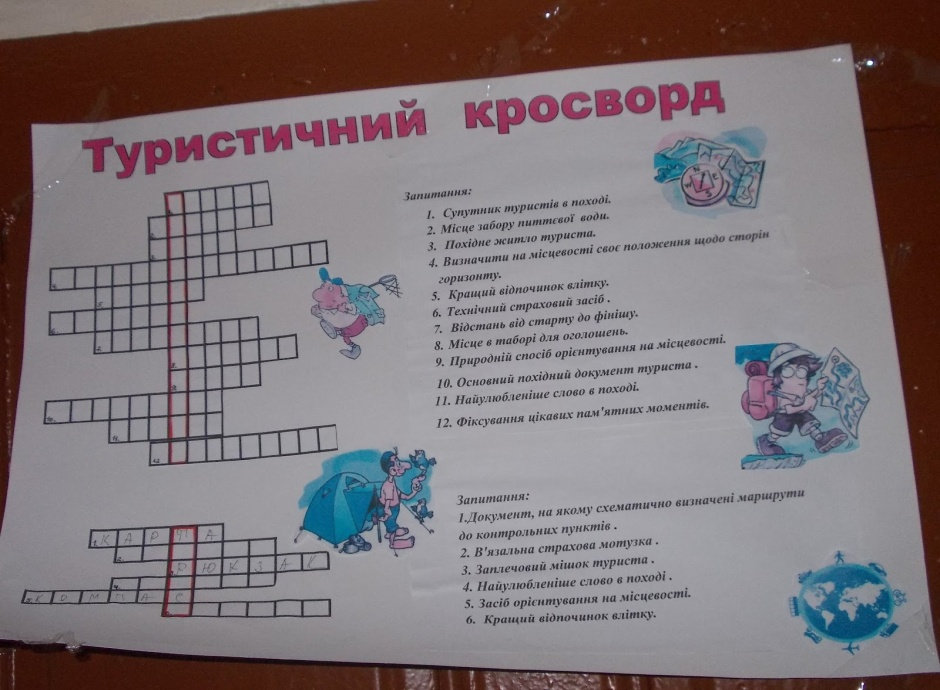 Туристичний кросворд
Запитання:
1. Супутник туристів в поході.
2. Місце забору питтєвої води.
3. Похідне житло туриста.
4. Визначити на місцевості своє положення щодо сторін
горизонту.
5. Кращий відпочинок влітку.
6. Технічний страховий засіб .
7. Відстань від старту до фінішу.
8. Місце в таборі для оголошень.
9. Природній спосіб орієнтування на місцевості.
10. Основний похідний документ туриста .
11. Найулюбленіше слово в поході.
12. Фіксування цікавих пам'ятних моментів.
Запитання:
1.Документ, на якому схематично визначені маршрути
до контрольних пунктів .
2. В'язальна страхова мотузка .
3. Заплечовий мішок туриста .
4. Найулюбленіше слово в поході .
5. Засіб орієнтування на місцевості.
6. Кращий відпочинок влітку.
1. К А Р Т А
Р Ю К З А К
К О М П А С